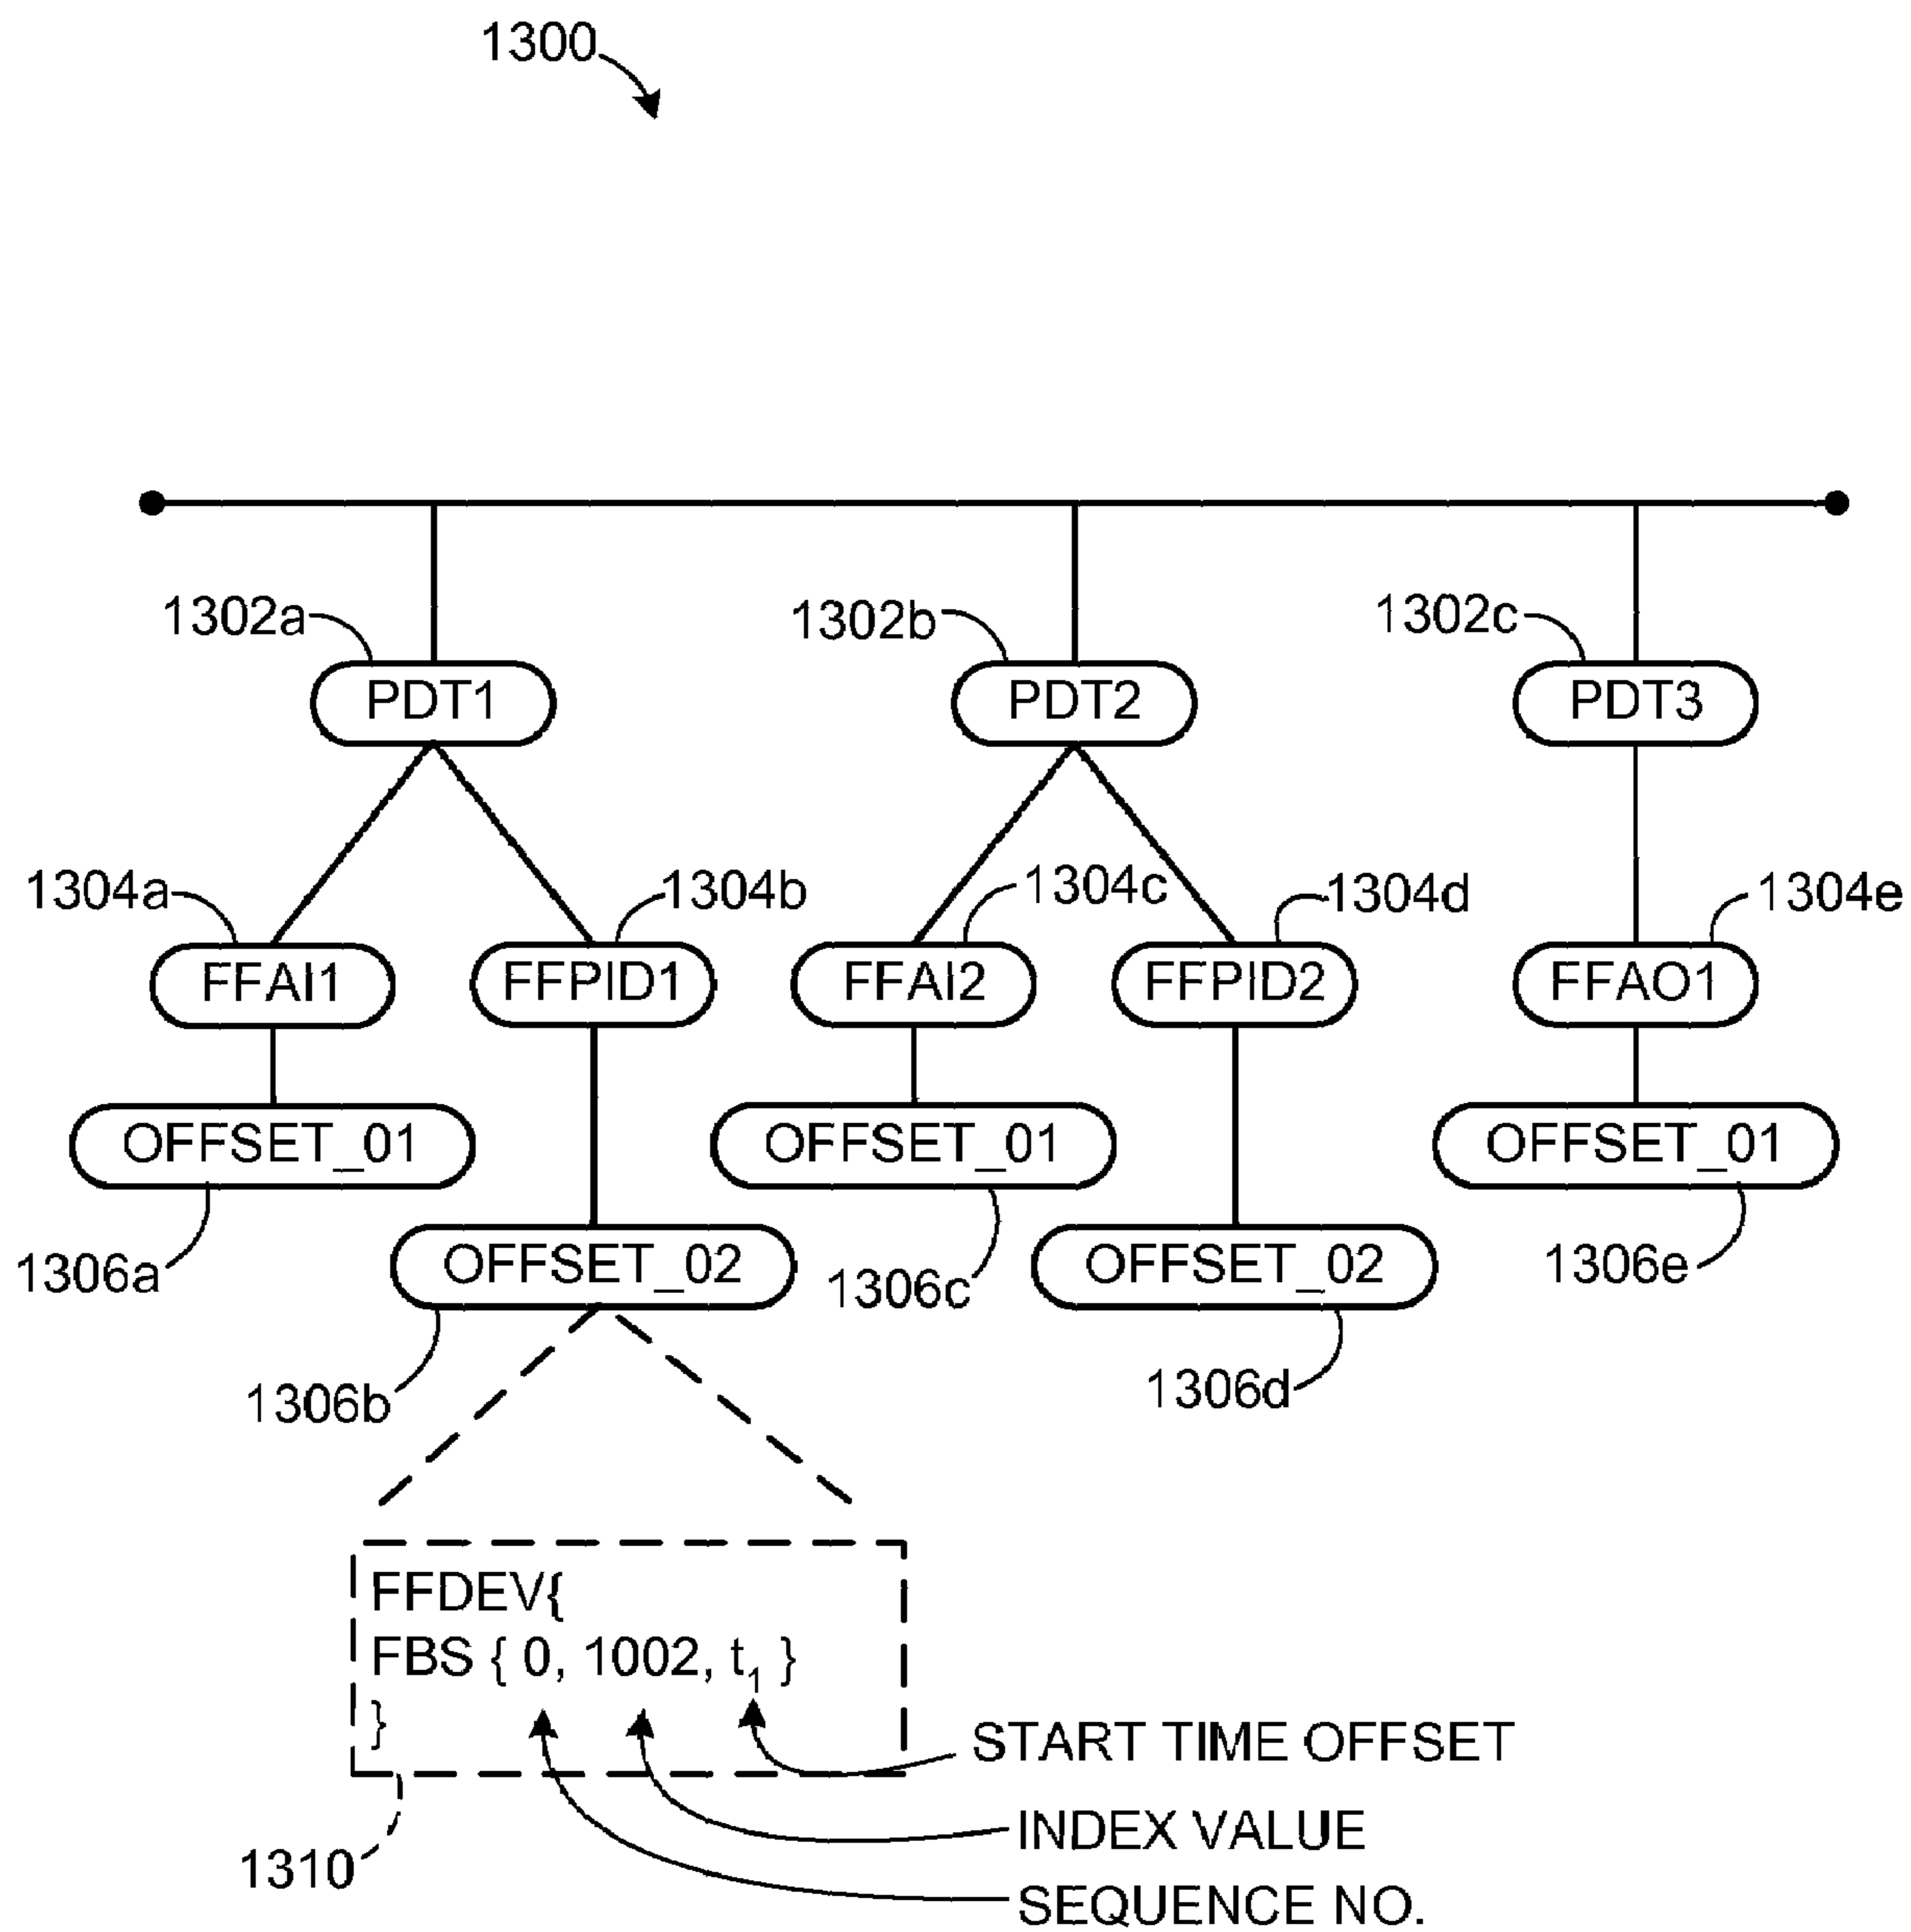 1300
1302a
1302b
1302c
PDT1
PDT2
PDT3
1304a
1304b
1304c
1304d
1304e
FFAI1
FFPID1
FFAI2
FFPID2
FFAO1
OFFSET_01
OFFSET_01
OFFSET_01
1306a
OFFSET_02
1306c
OFFSET_02
1306e
1306b
1306d
FFDEV{
FBS { 0, 1002, t₁ }
}
START TIME OFFSET
INDEX VALUE
1310
SEQUENCE NO.